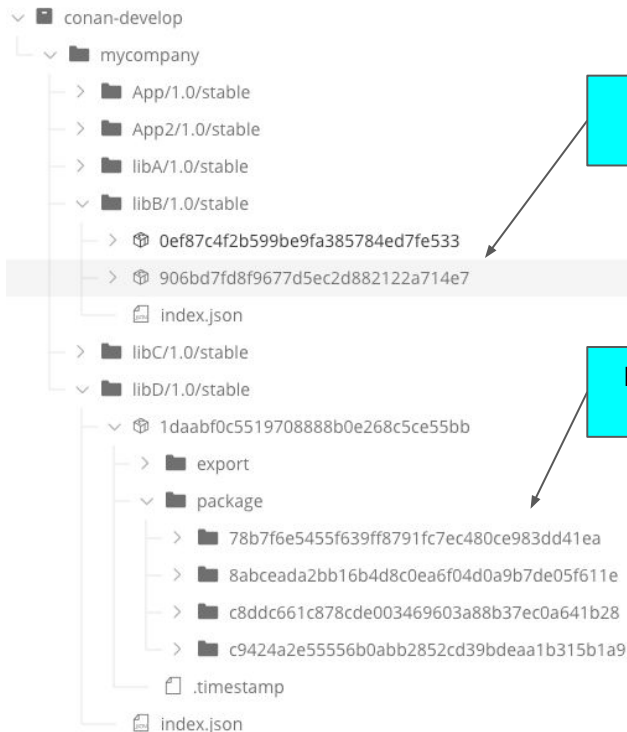 conan-develop
mycompany
App/1.0/stable
App2/1.0/stable
libA/1.0/stable
libB/1.0/stable
0ef87c4f2b599be9fa385784ed7fe533
906bd7fd8f9677d5ec2d882122a714e7
index.json
libC/1.0/stable
libD/1.0/stable
1daabf0c5519708888b0e268c5ce55bb
export
package
78b7f6e5455f639ff8791fc7ec480ce983dd41ea
8abceada2bb16b4d8c0ea6f04d0a9b7de05f611e
c8ddc661c878cde003469603a88b37ec0a641b28
c9424a2e55556b0abb2852cd39bdeaa1b315b1a9
.timestamp
index.json